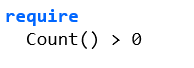 require
Count() > 0